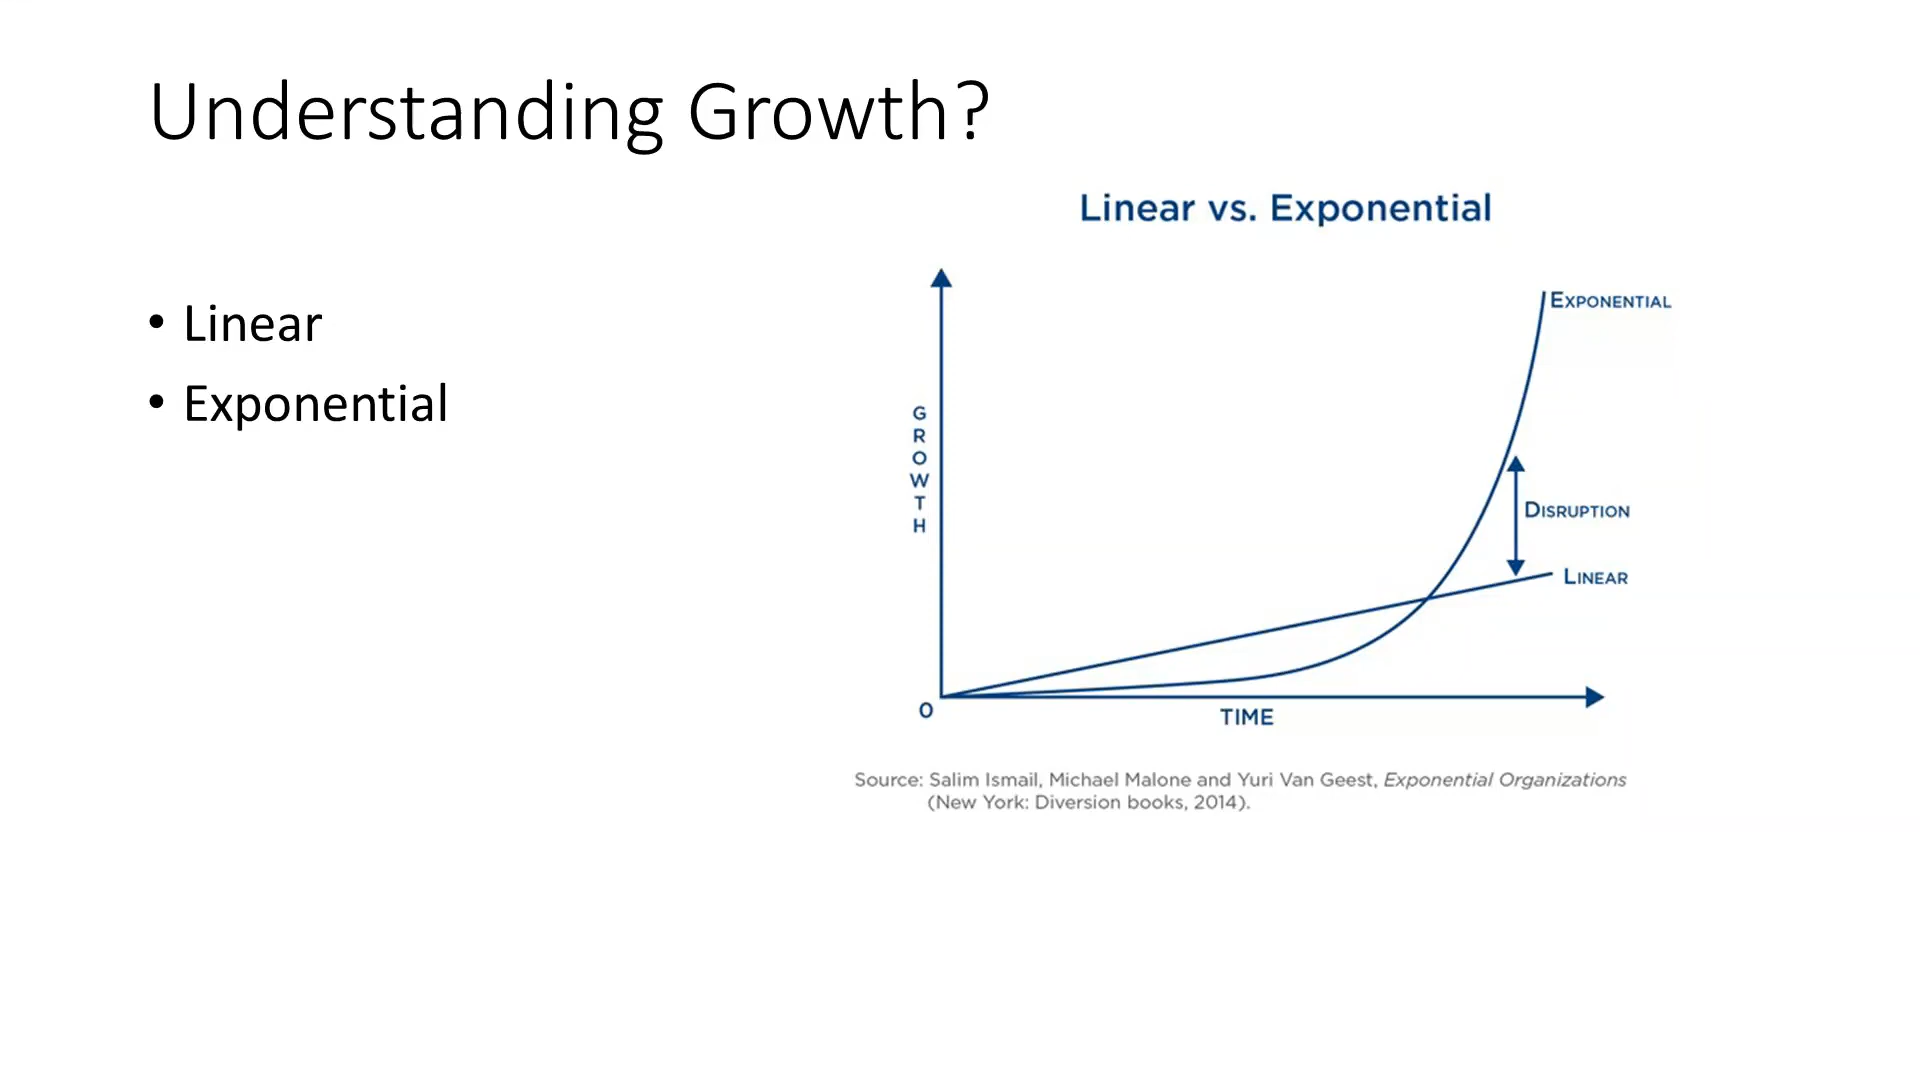 Understanding Growth?
• Linear
• Exponential
Linear vs. Exponential
EXPONENTIAL
GROWTH
DISRUPTION
LINEAR
0
TIME
Source: Salim Ismail, Michael Malone and Yuri Van Geest, Exponential Organizations
(New York: Diversion books, 2014).